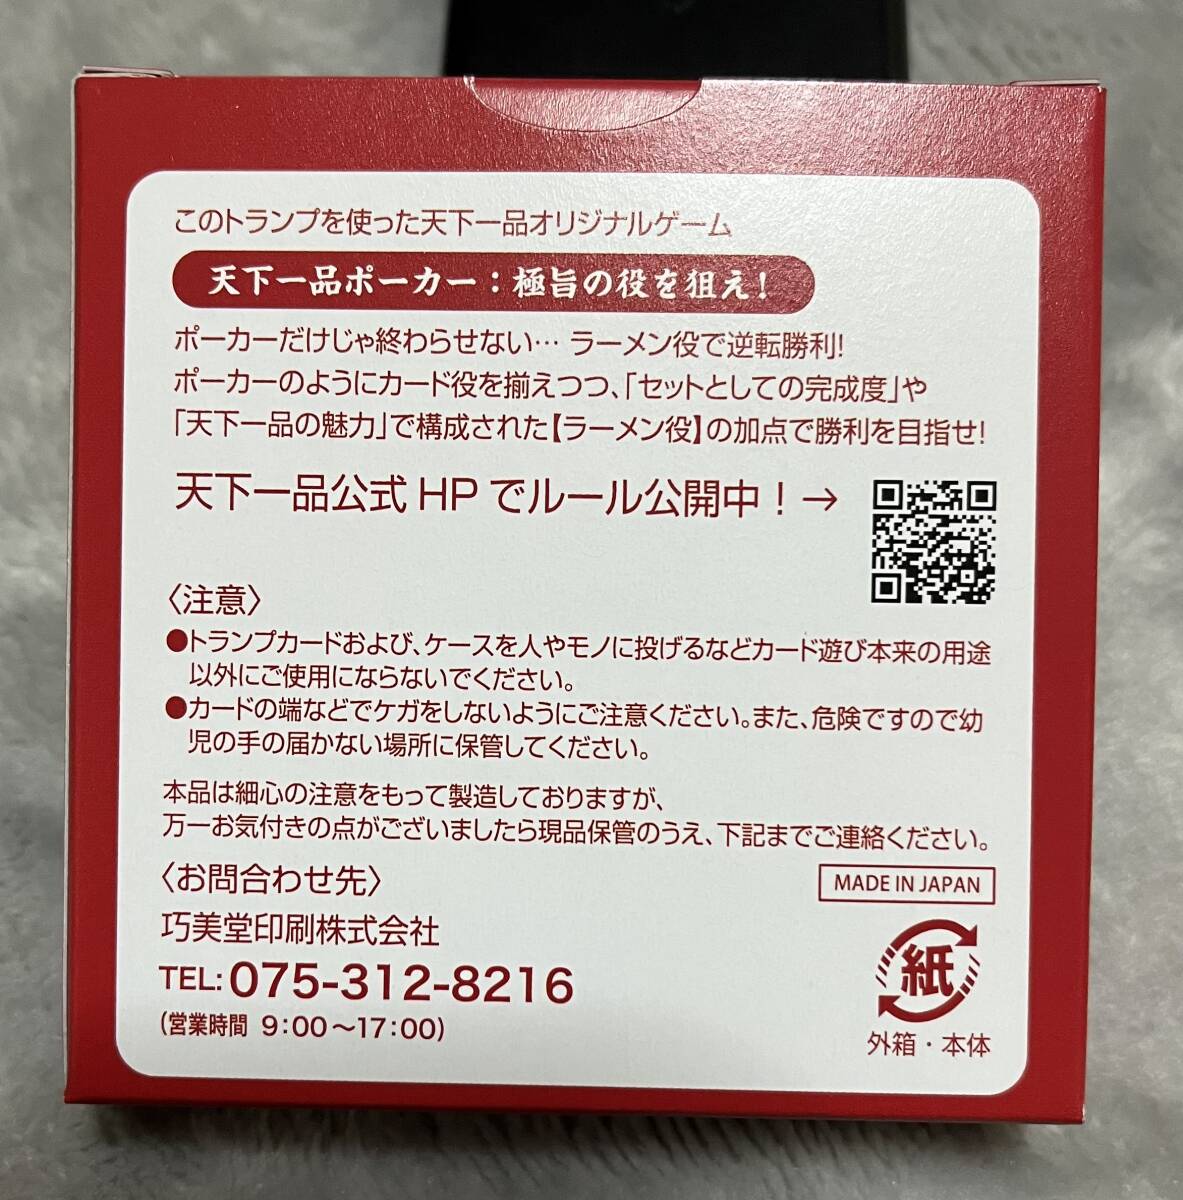 このトランプを使った天下一品オリジナルゲーム
天下一品ポーカー：極旨の役を狙え！
ポーカーだけじゃ終わらせない… ラーメン役で逆転勝利!
ポーカーのようにカード役を揃えつつ、「セットとしての完成度」や
「天下一品の魅力」で構成された【ラーメン役】の加点で勝利を目指せ!
天下一品公式 HP でルール公開中！→
〈注意〉
●トランプカードおよび、ケースを人やモノに投げるなどカード遊び本来の用途
以外にご使用にならないでください。
●カードの端などでケガをしないようにご注意ください。また、危険ですので幼
児の手の届かない場所に保管してください。
本品は細心の注意をもって製造しておりますが、
万一お気付きの点がございましたら現品保管のうえ、下記までご連絡ください。
〈お問合わせ先〉
MADE IN JAPAN
巧美堂印刷株式会社
TEL: 075-312-8216
(営業時間 9:00～17:00)
紙
外箱・本体